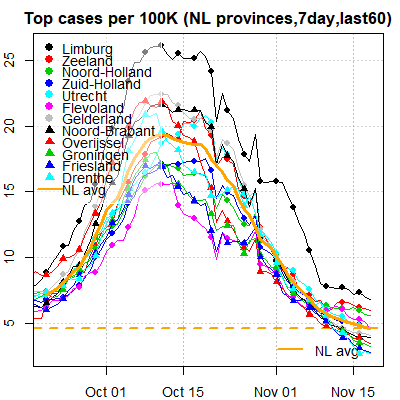 Top cases per 100K (NL provinces,7day,last60)
25
20
15
10
5
Limburg
Zeeland
Noord-Holland
Zuid-Holland
Utrecht
Flevoland
Gelderland
Noord-Brabant
Overijssel
Groningen
Friesland
Drenthe
NL avg
NL avg
Oct 01
Oct 15
Nov 01
Nov 15